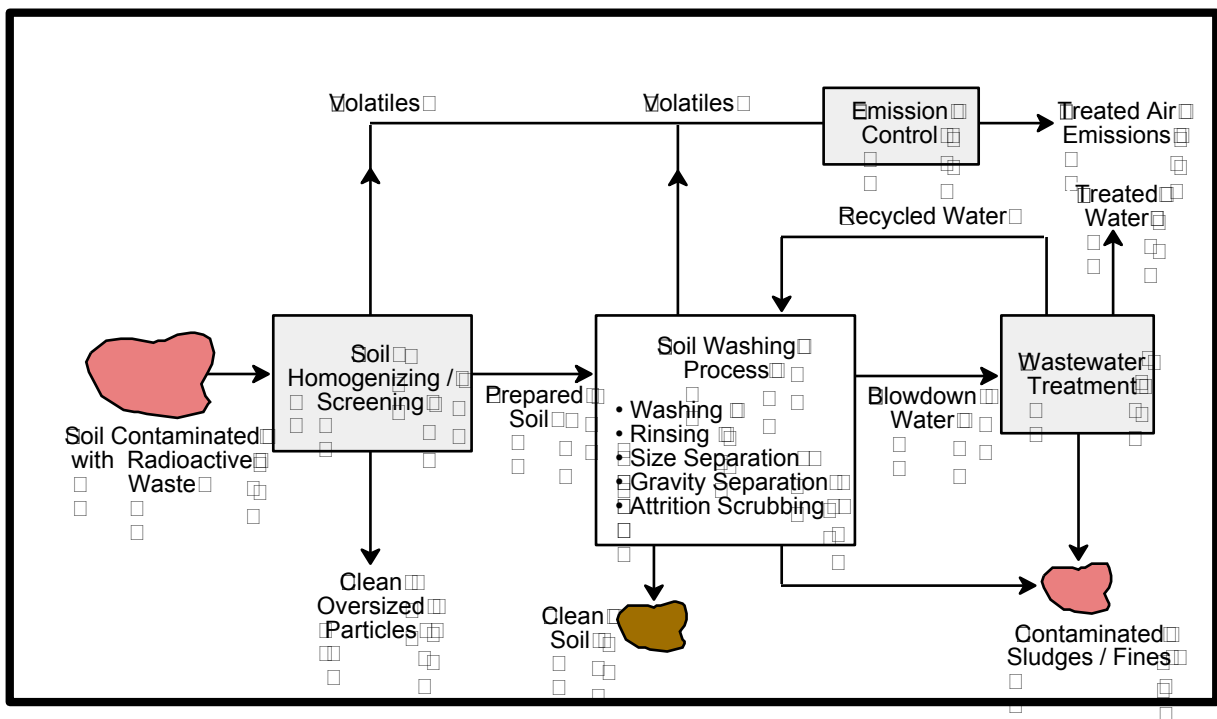 Volatiles
Volatiles
Emission
Control
Treated Air
Emissions
Treated
Water
Recycled Water
Soil
Homogenizing /
Screening
Soil Contaminated
with Radioactive
Waste
Prepared
Soil
Soil Washing
Process
• Washing
• Rinsing
• Size Separation
• Gravity Separation
• Attrition Scrubbing
Blowdown
Water
Wastewater
Treatment
Clean
Oversized
Particles
Clean
Soil
Contaminated
Sludges / Fines